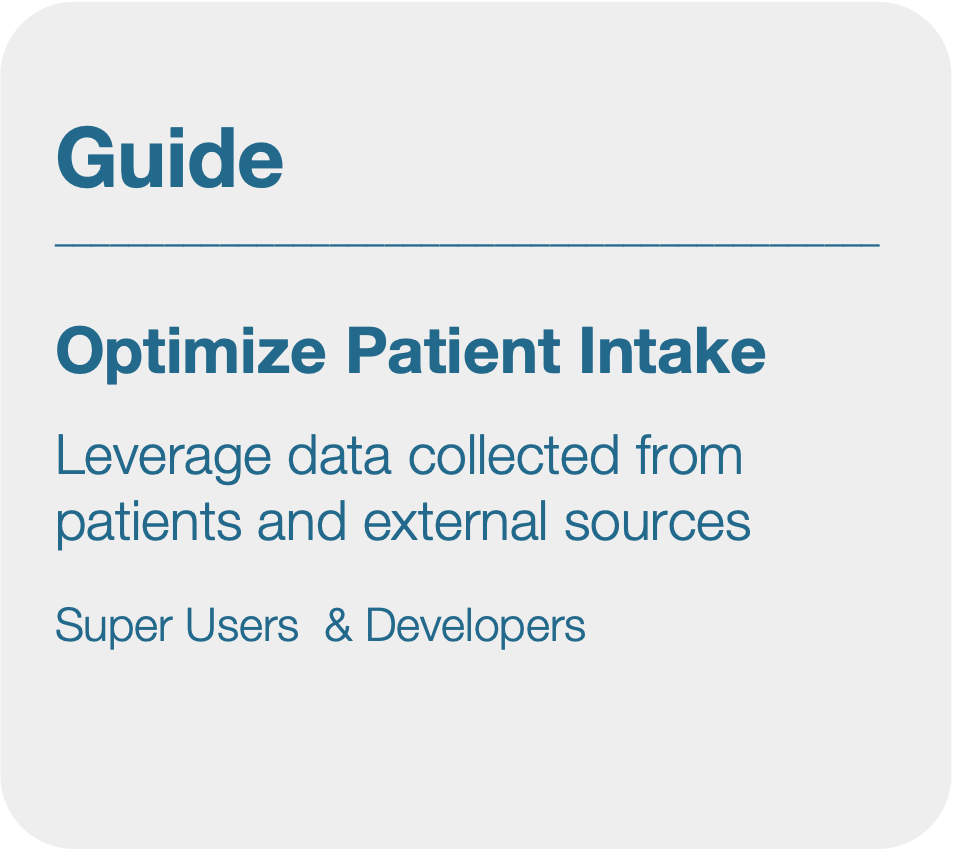 Guide
Optimize Patient Intake
Leverage data collected from
patients and external sources
Super Users  & Developers